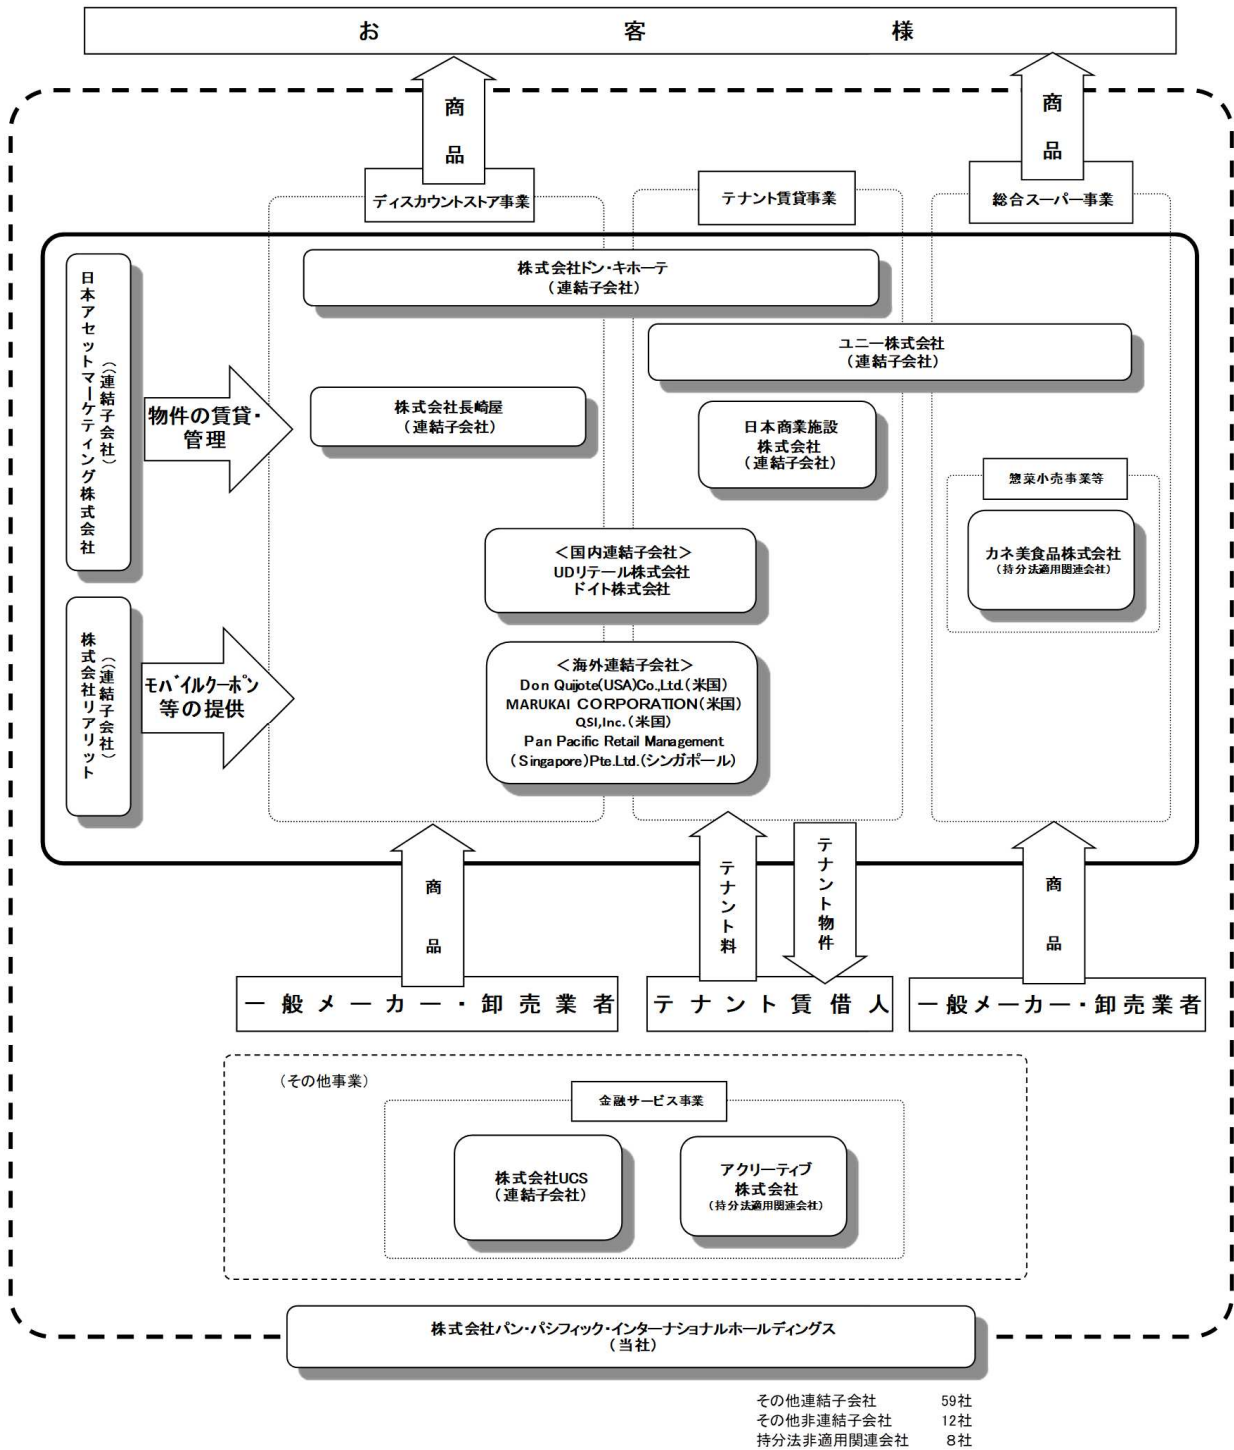 お客様
商品
商品
ディスカウントストア事業
テナント賃貸事業
総合スーパー事業
日本アセットマーケティング株式会社
((連結子会社)
物件の賃貸・
管理
株式会社ドン・キホーテ
(連結子会社)
ユニー株式会社
(連結子会社)
株式会社長崎屋
(連結子会社)
日本商業施設
株式会社
(連結子会社)
惣菜小売事業等
カネ美食品株式会社
(持分法適用関連会社)
<国内連結子会社>
UDリテール株式会社
ドイト株式会社
株式会社リアリット
((連結子会社)
モバイルクーポン
等の提供
<海外連結子会社>
Don Quijote(USA)Co.,Ltd.(米国)
MARUKAI CORPORATION(米国)
QSI,Inc.(米国)
Pan Pacific Retail Management
(Singapore)Pte.Ltd.(シンガポール)
商品
テナント料
テナント物件
商品
一般メーカー・卸売業者
テナント賃借人
一般メーカー・卸売業者
(その他事業)
金融サービス事業
株式会社UCS
(連結子会社)
アクリーティブ
株式会社
(持分法適用関連会社)
株式会社パン・パシフィック・インターナショナルホールディングス
(当社)
その他連結子会社 59社
その他非連結子会社 12社
持分法非適用関連会社 8社